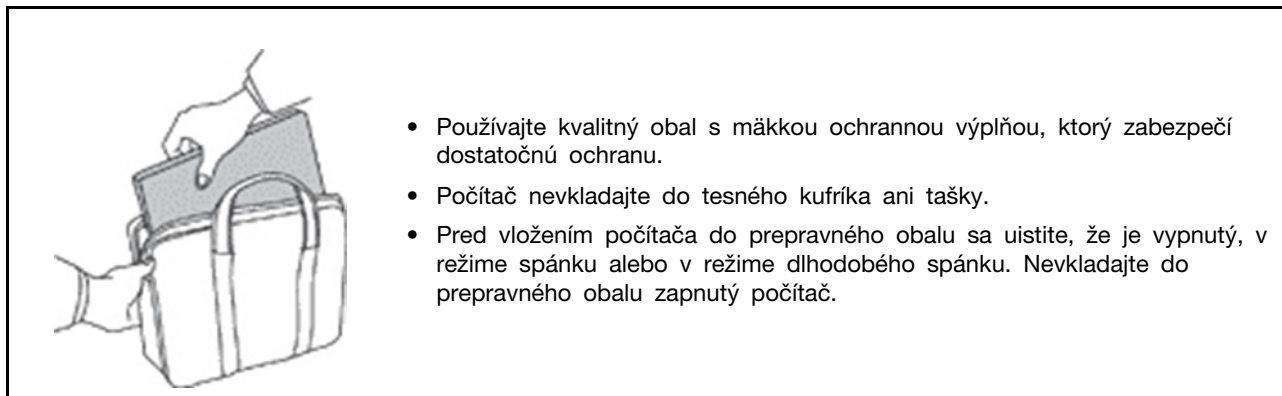 • Používajte kvalitný obal s mäkkou ochrannou výplňou, ktorý zabezpečí
dostatočnú ochranu.
• Počítač nevkladajte do tesného kufríka ani tašky.
• Pred vložením počítača do prepravného obalu sa uistite, že je vypnutý, v
režime spánku alebo v režime dlhodobého spánku. Nevkladajte do
prepravného obalu zapnutý počítač.